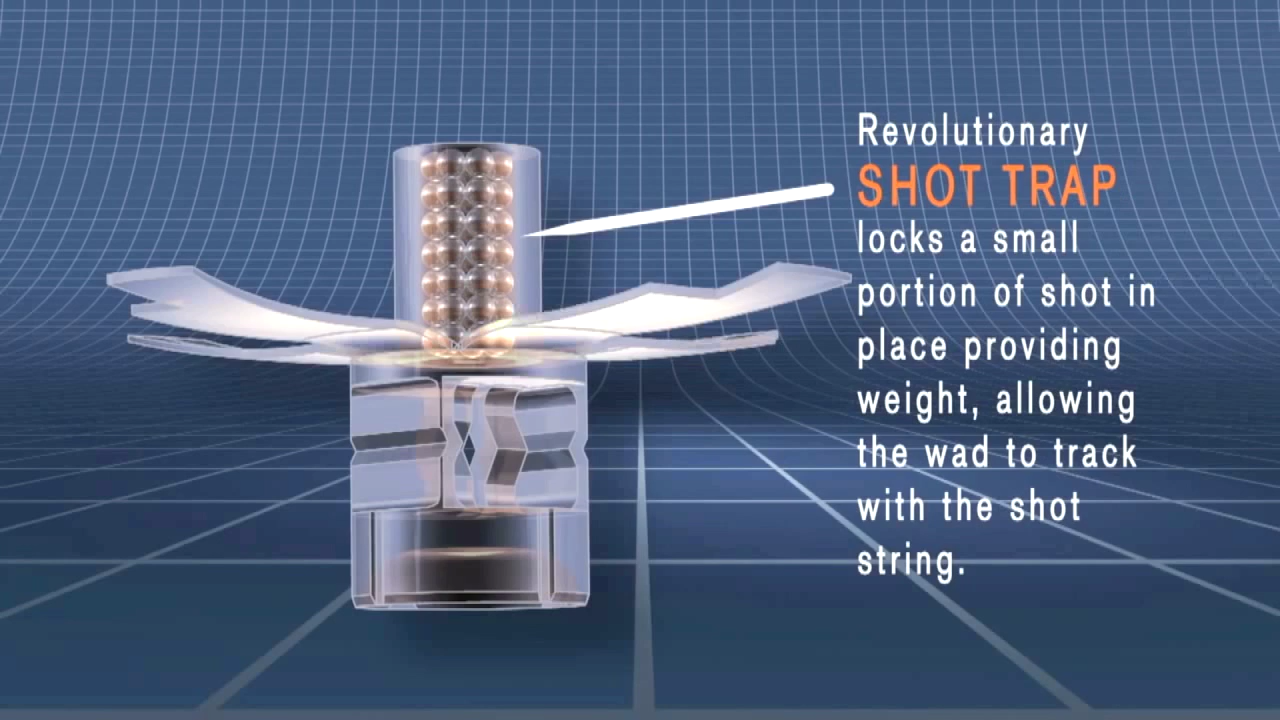 Revolutionary
SHOT TRAP
locks a small
portion of shot in
place providing
weight, allowing
the wad to track
with the shot
string.